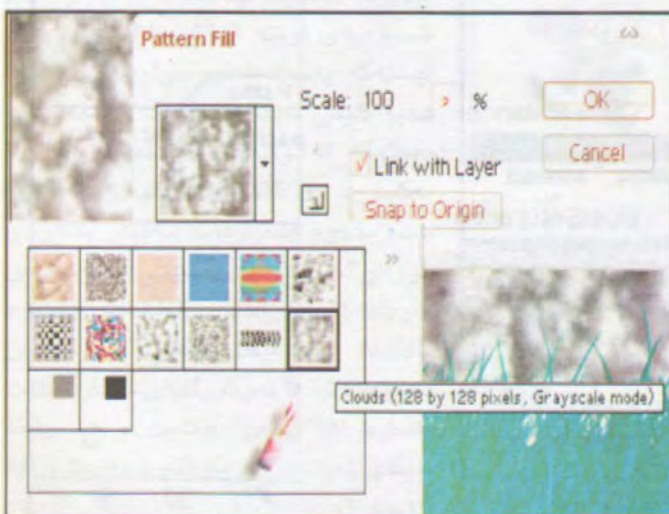 Pattern Fill
Scale: 100 %
OK
Link with Layer
Cancel
Snap to Origin
Clouds (128 by 128 pixels, Grayscale mode)